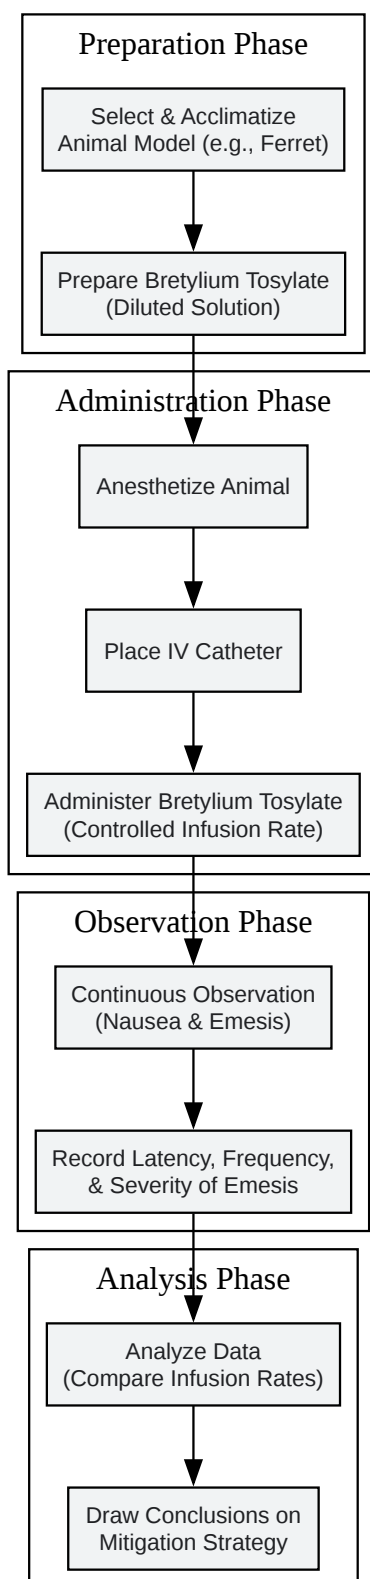 Preparation Phase
Select & Acclimatize
Animal Model (e.g., Ferret)
Prepare Bretylium Tosylate
(Diluted Solution)
Administration Phase
Anesthetize Animal
Place IV Catheter
Administer Bretylium Tosylate
(Controlled Infusion Rate)
Observation Phase
Continuous Observation
(Nausea & Emesis)
Record Latency, Frequency,
& Severity of Emesis
Analysis Phase
Analyze Data
(Compare Infusion Rates)
Draw Conclusions on
Mitigation Strategy